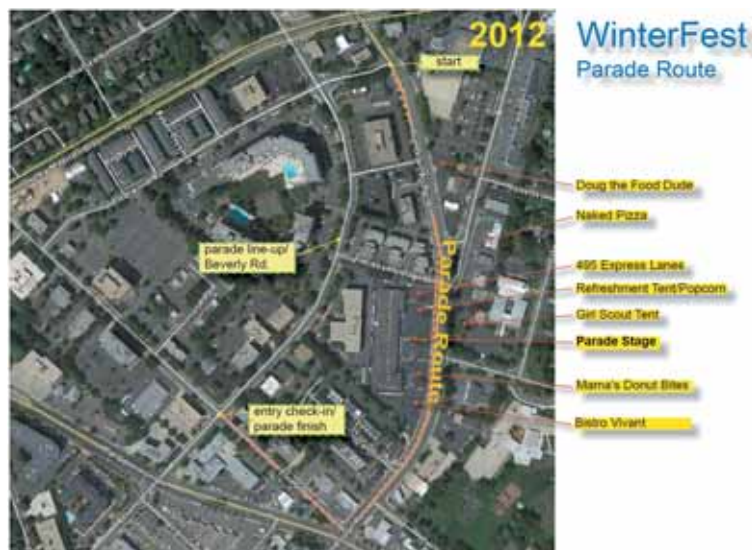 2012
WinterFest
Parade Route
start
Doug the Food Dude
Naked Pizza
parade line-up/
Beverly Rd.
Parade Route
495 Express Lanes
Refreshment Tent/Popcorn
Girl Scout Tent
Parade Stage
Mama's Donut Bites
entry check-in/
parade finish
Bistro Vivant